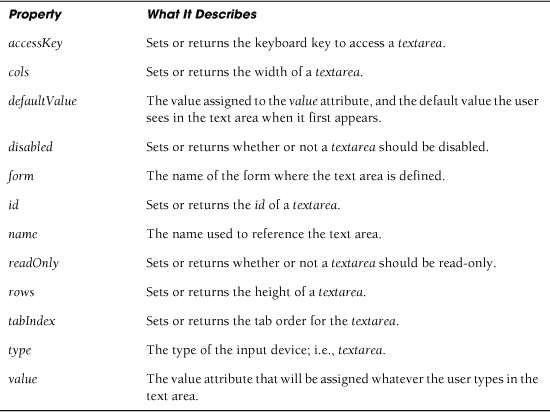 Property What It Describes
accessKey Sets or returns the keyboard key to access a textarea.
cols Sets or returns the width of a textarea.
defaultValue The value assigned to the value attribute, and the default value the user
sees in the text area when it first appears.
disabled Sets or returns whether or not a textarea should be disabled.
form The name of the form where the text area is defined.
id Sets or returns the id of a textarea.
name The name used to reference the text area.
readOnly Sets or returns whether or not a textarea should be read-only.
rows Sets or returns the height of a textarea.
tabIndex Sets or returns the tab order for the textarea.
type The type of the input device; i.e., textarea.
value The value attribute that will be assigned whatever the user types in the
text area.